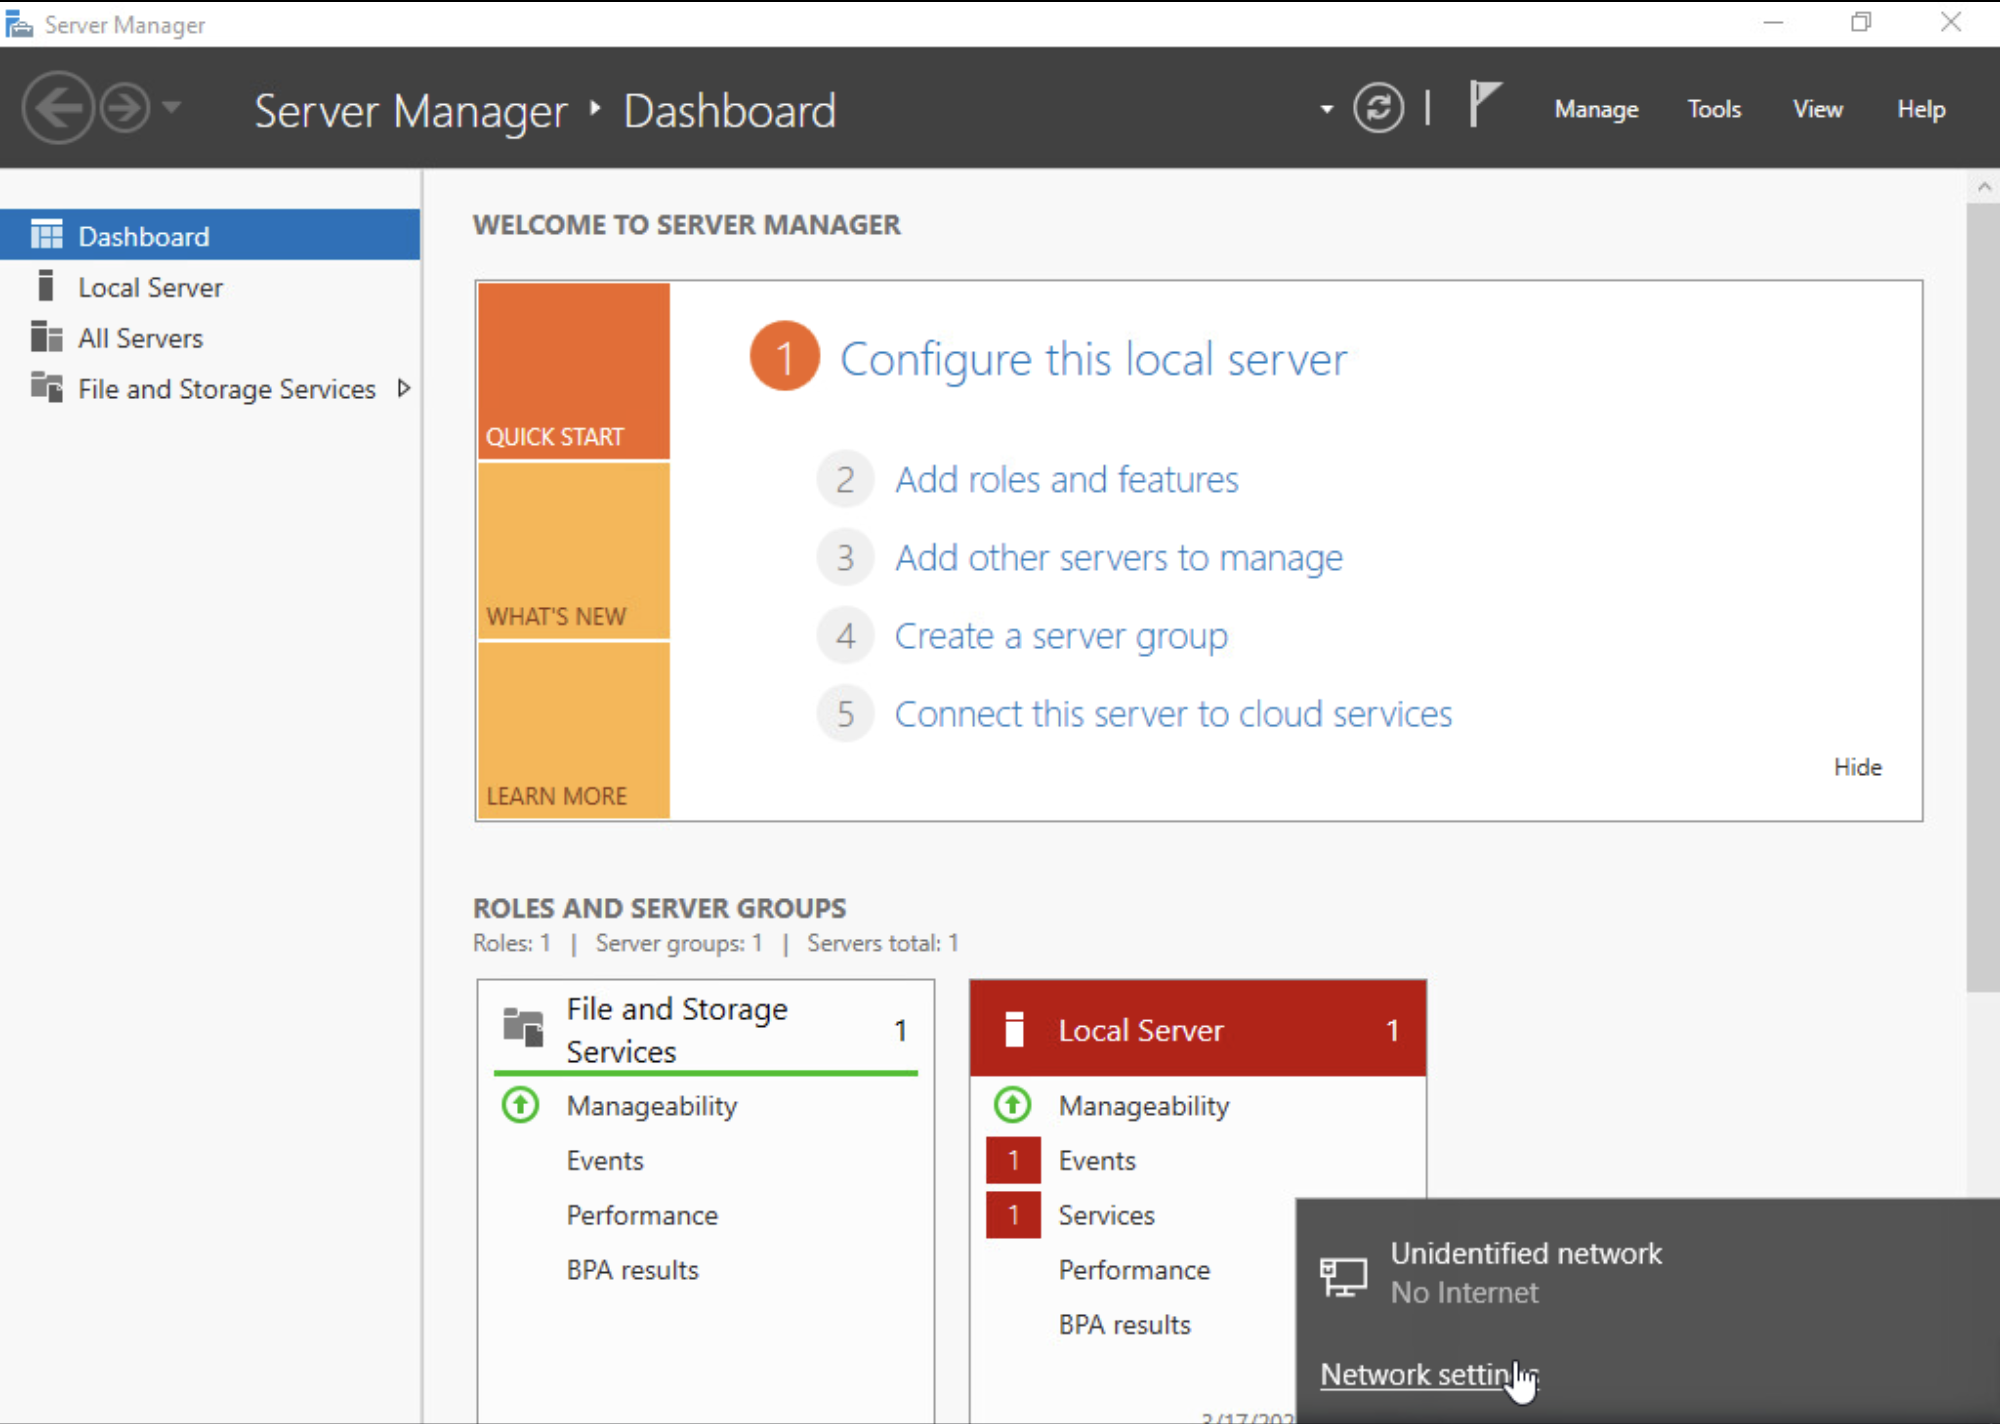 Server Manager
Server Manager ‣ Dashboard
Manage Tools View Help
Dashboard
Local Server
All Servers
File and Storage Services
WELCOME TO SERVER MANAGER
QUICK START
WHAT'S NEW
LEARN MORE
1 Configure this local server
2 Add roles and features
3 Add other servers to manage
4 Create a server group
5 Connect this server to cloud services
Hide
ROLES AND SERVER GROUPS
Roles: 1 | Server groups: 1 | Servers total: 1
File and Storage
Services 1
Manageability
Events
Performance
BPA results
Local Server 1
Manageability
1 Events
1 Services
Performance
BPA results
Unidentified network
No Internet
Network settings